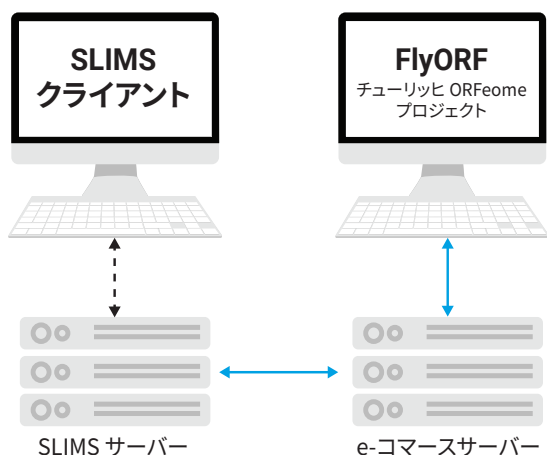 SLIMS
クライアント
FlyORF
チューリッヒ ORFeome
プロジェクト
SLIMS サーバー
e-コマースサーバー